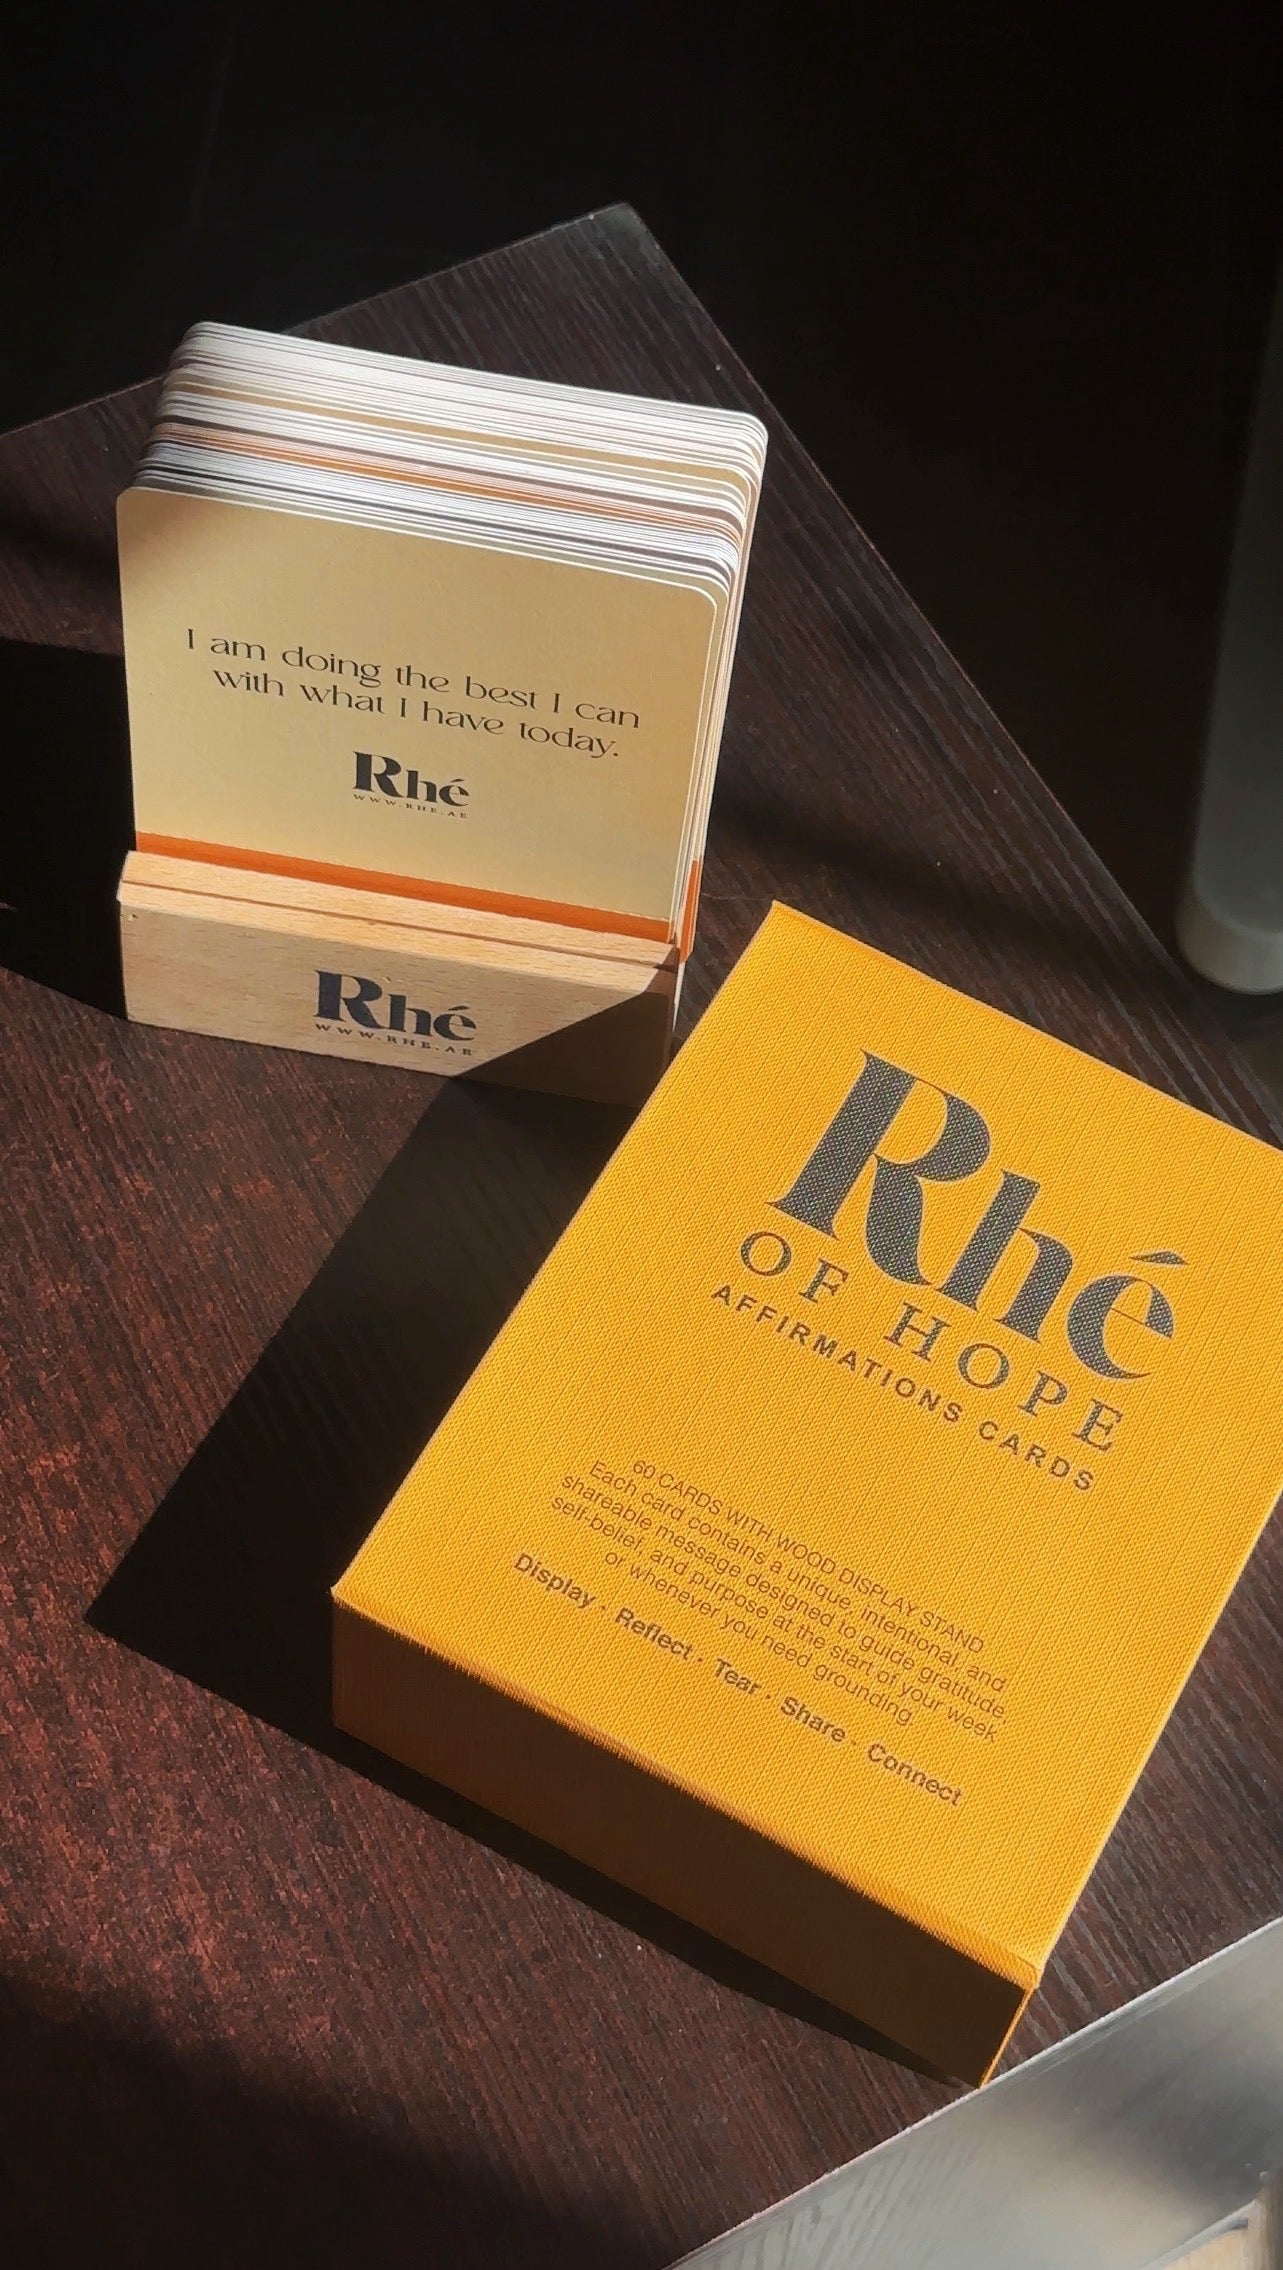 I am doing the best I can
with what I have today.
Rhé
WWW.RHE.AE
Rhé
WWW.RHE.AE
Rhé
OF HOPE
AFFIRMATIONS CARDS
60 CARDS WITH WOOD DISPLAY STAND
Each card contains a unique, intentional, and
shareable message designed to guide gratitude,
self-belief, and purpose at the start of your week
or whenever you need grounding.
Display · Reflect · Tear · Share · Connect